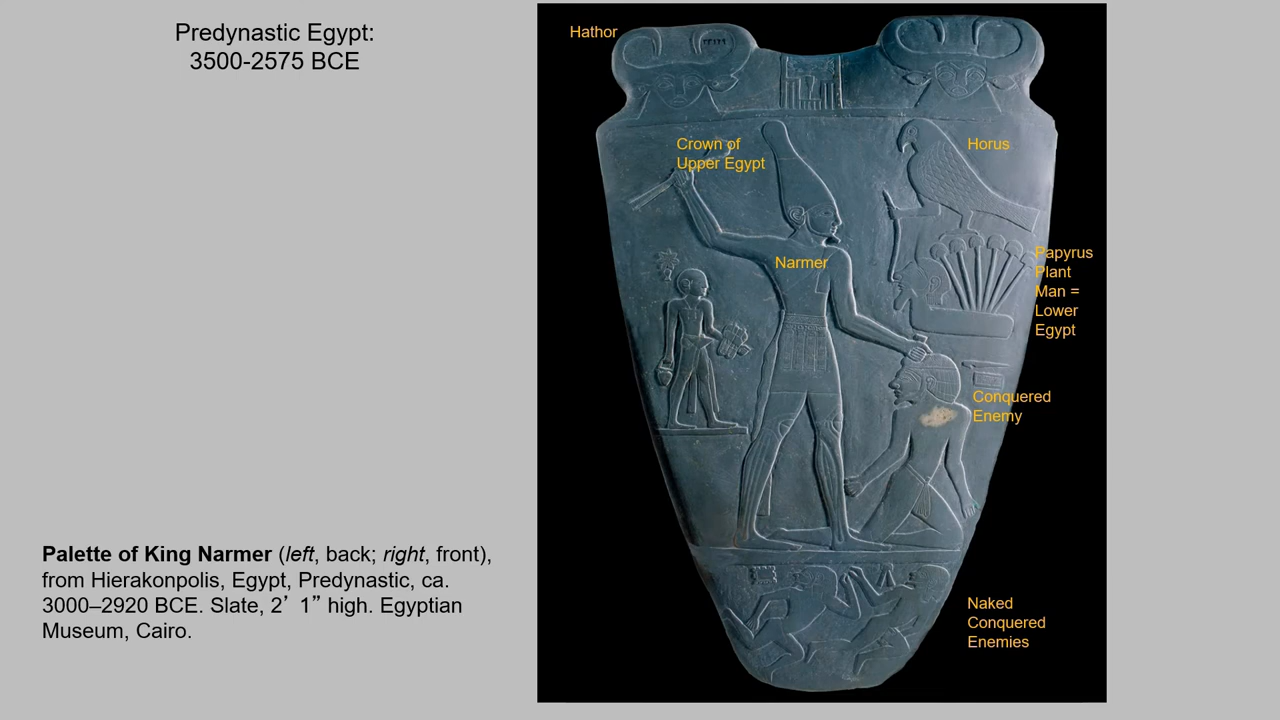 Predynastic Egypt:
3500-2575 BCE
Hathor
Crown of
Upper Egypt
Horus
Narmer
Papyrus
Plant
Man =
Lower
Egypt
Conquered
Enemy
Naked
Conquered
Enemies
Palette of King Narmer (left, back; right, front),
from Hierakonpolis, Egypt, Predynastic, ca.
3000–2920 BCE. Slate, 2’ 1” high. Egyptian
Museum, Cairo.